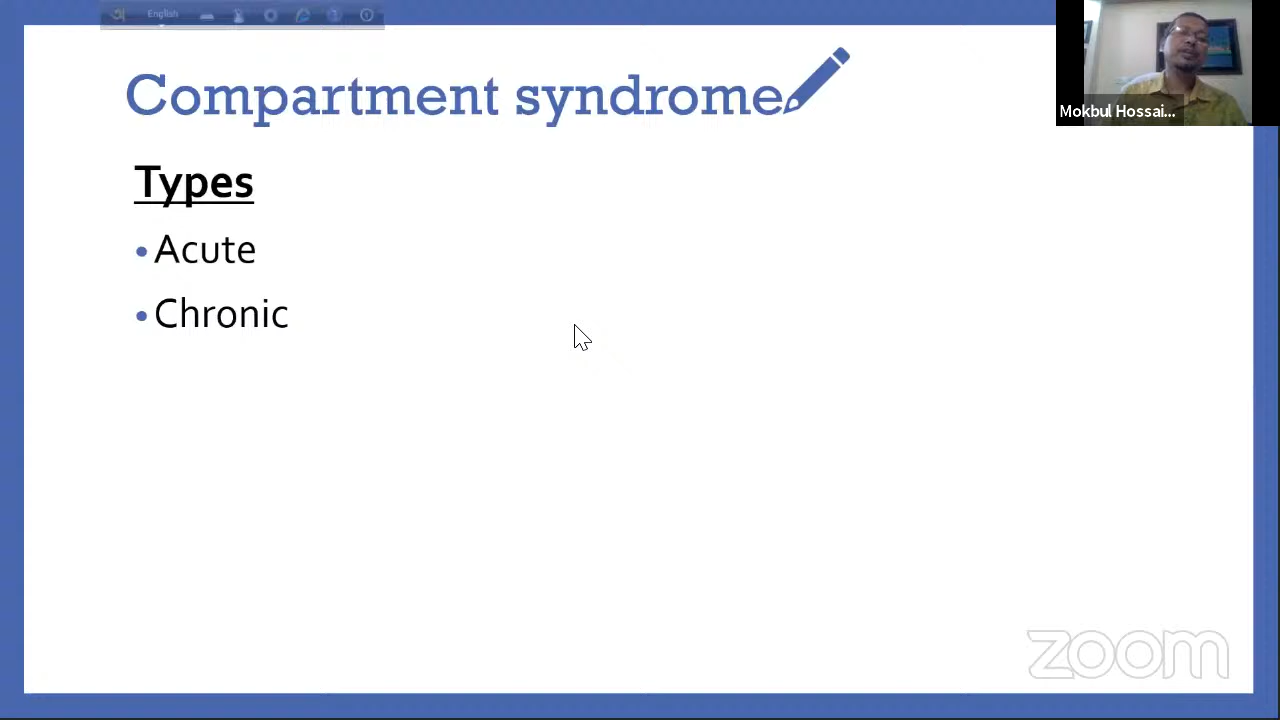 English
Compartment syndrome
Mokbul Hossai...
Types
• Acute
• Chronic
zoom